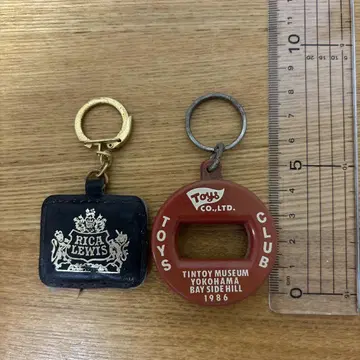 RICA
LEWIS
Toys
CO.,LTD.
TOYS
CLUB
TINTOY MUSEUM
YOKOHAMA
BAY SIDE HILL
1986
10
5
0